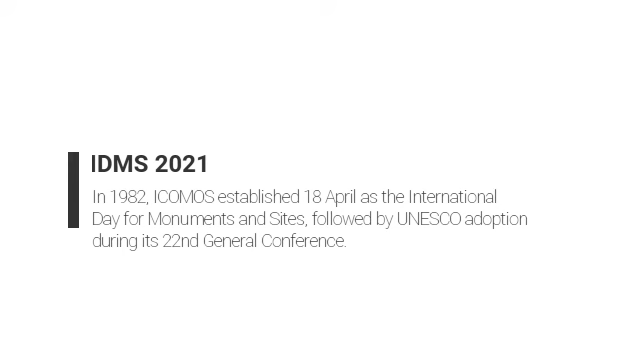 IDMS 2021
In 1982, ICOMOS established 18 April as the International
Day for Monuments and Sites, followed by UNESCO adoption
during its 22nd General Conference.